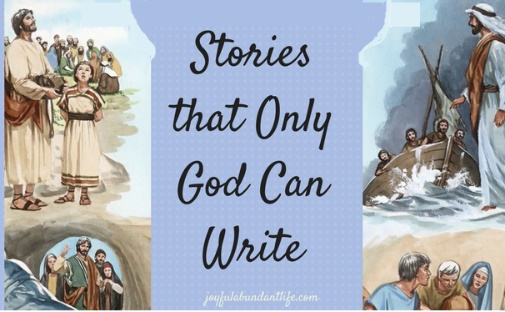 Stories
that Only
God Can
Write
joyfulabundantlife.com